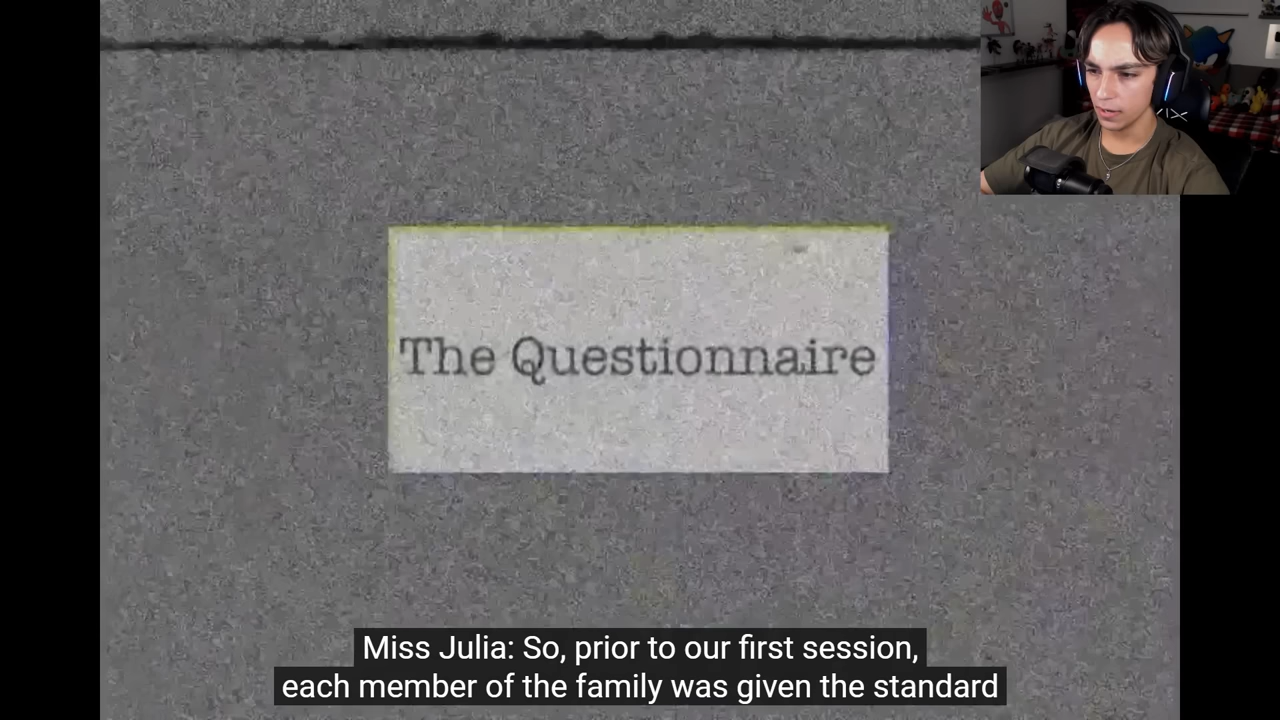 The Questionnaire
Miss Julia: So, prior to our first session,
each member of the family was given the standard